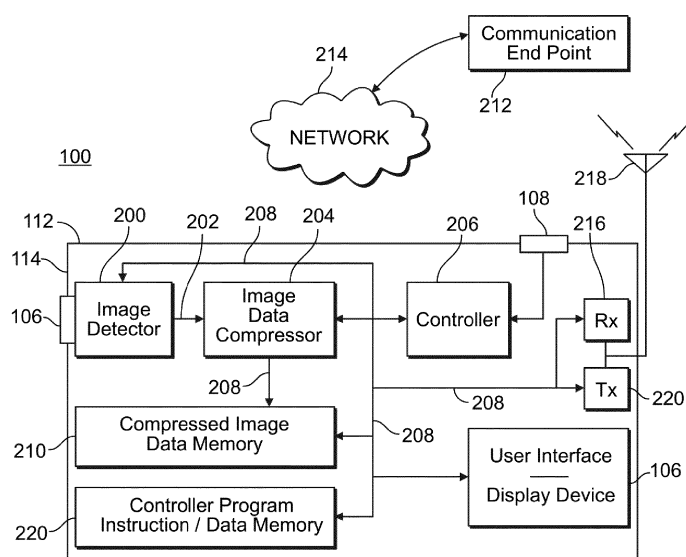 Communication
End Point
212
214
NETWORK
100
218
112
200
202
208
204
206
108
216
114
106
Image
Detector
Image
Data
Compressor
Controller
Rx
208
Tx
208
220
210
Compressed Image
Data Memory
208
User Interface
Display Device
106
220
Controller Program
Instruction / Data Memory